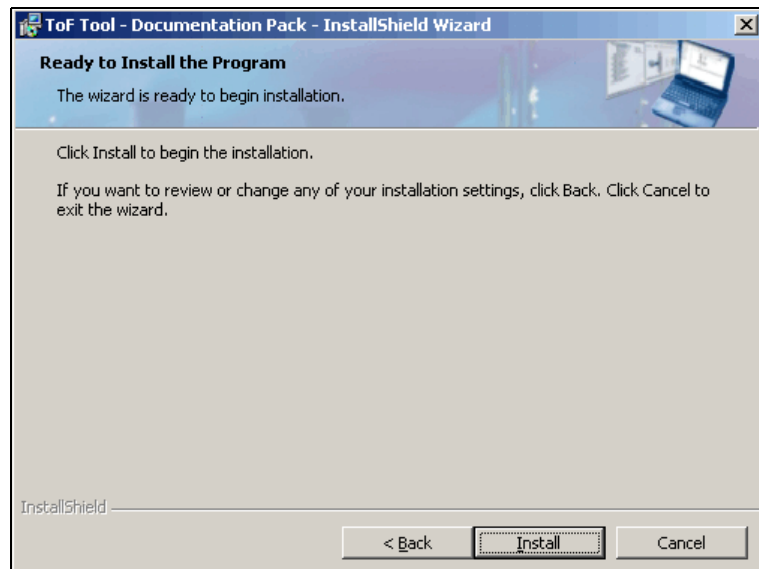 ToF Tool - Documentation Pack - InstallShield Wizard
Ready to Install the Program
The wizard is ready to begin installation.
Click Install to begin the installation.
If you want to review or change any of your installation settings, click Back. Click Cancel to
exit the wizard.
InstallShield
< Back
Install
Cancel